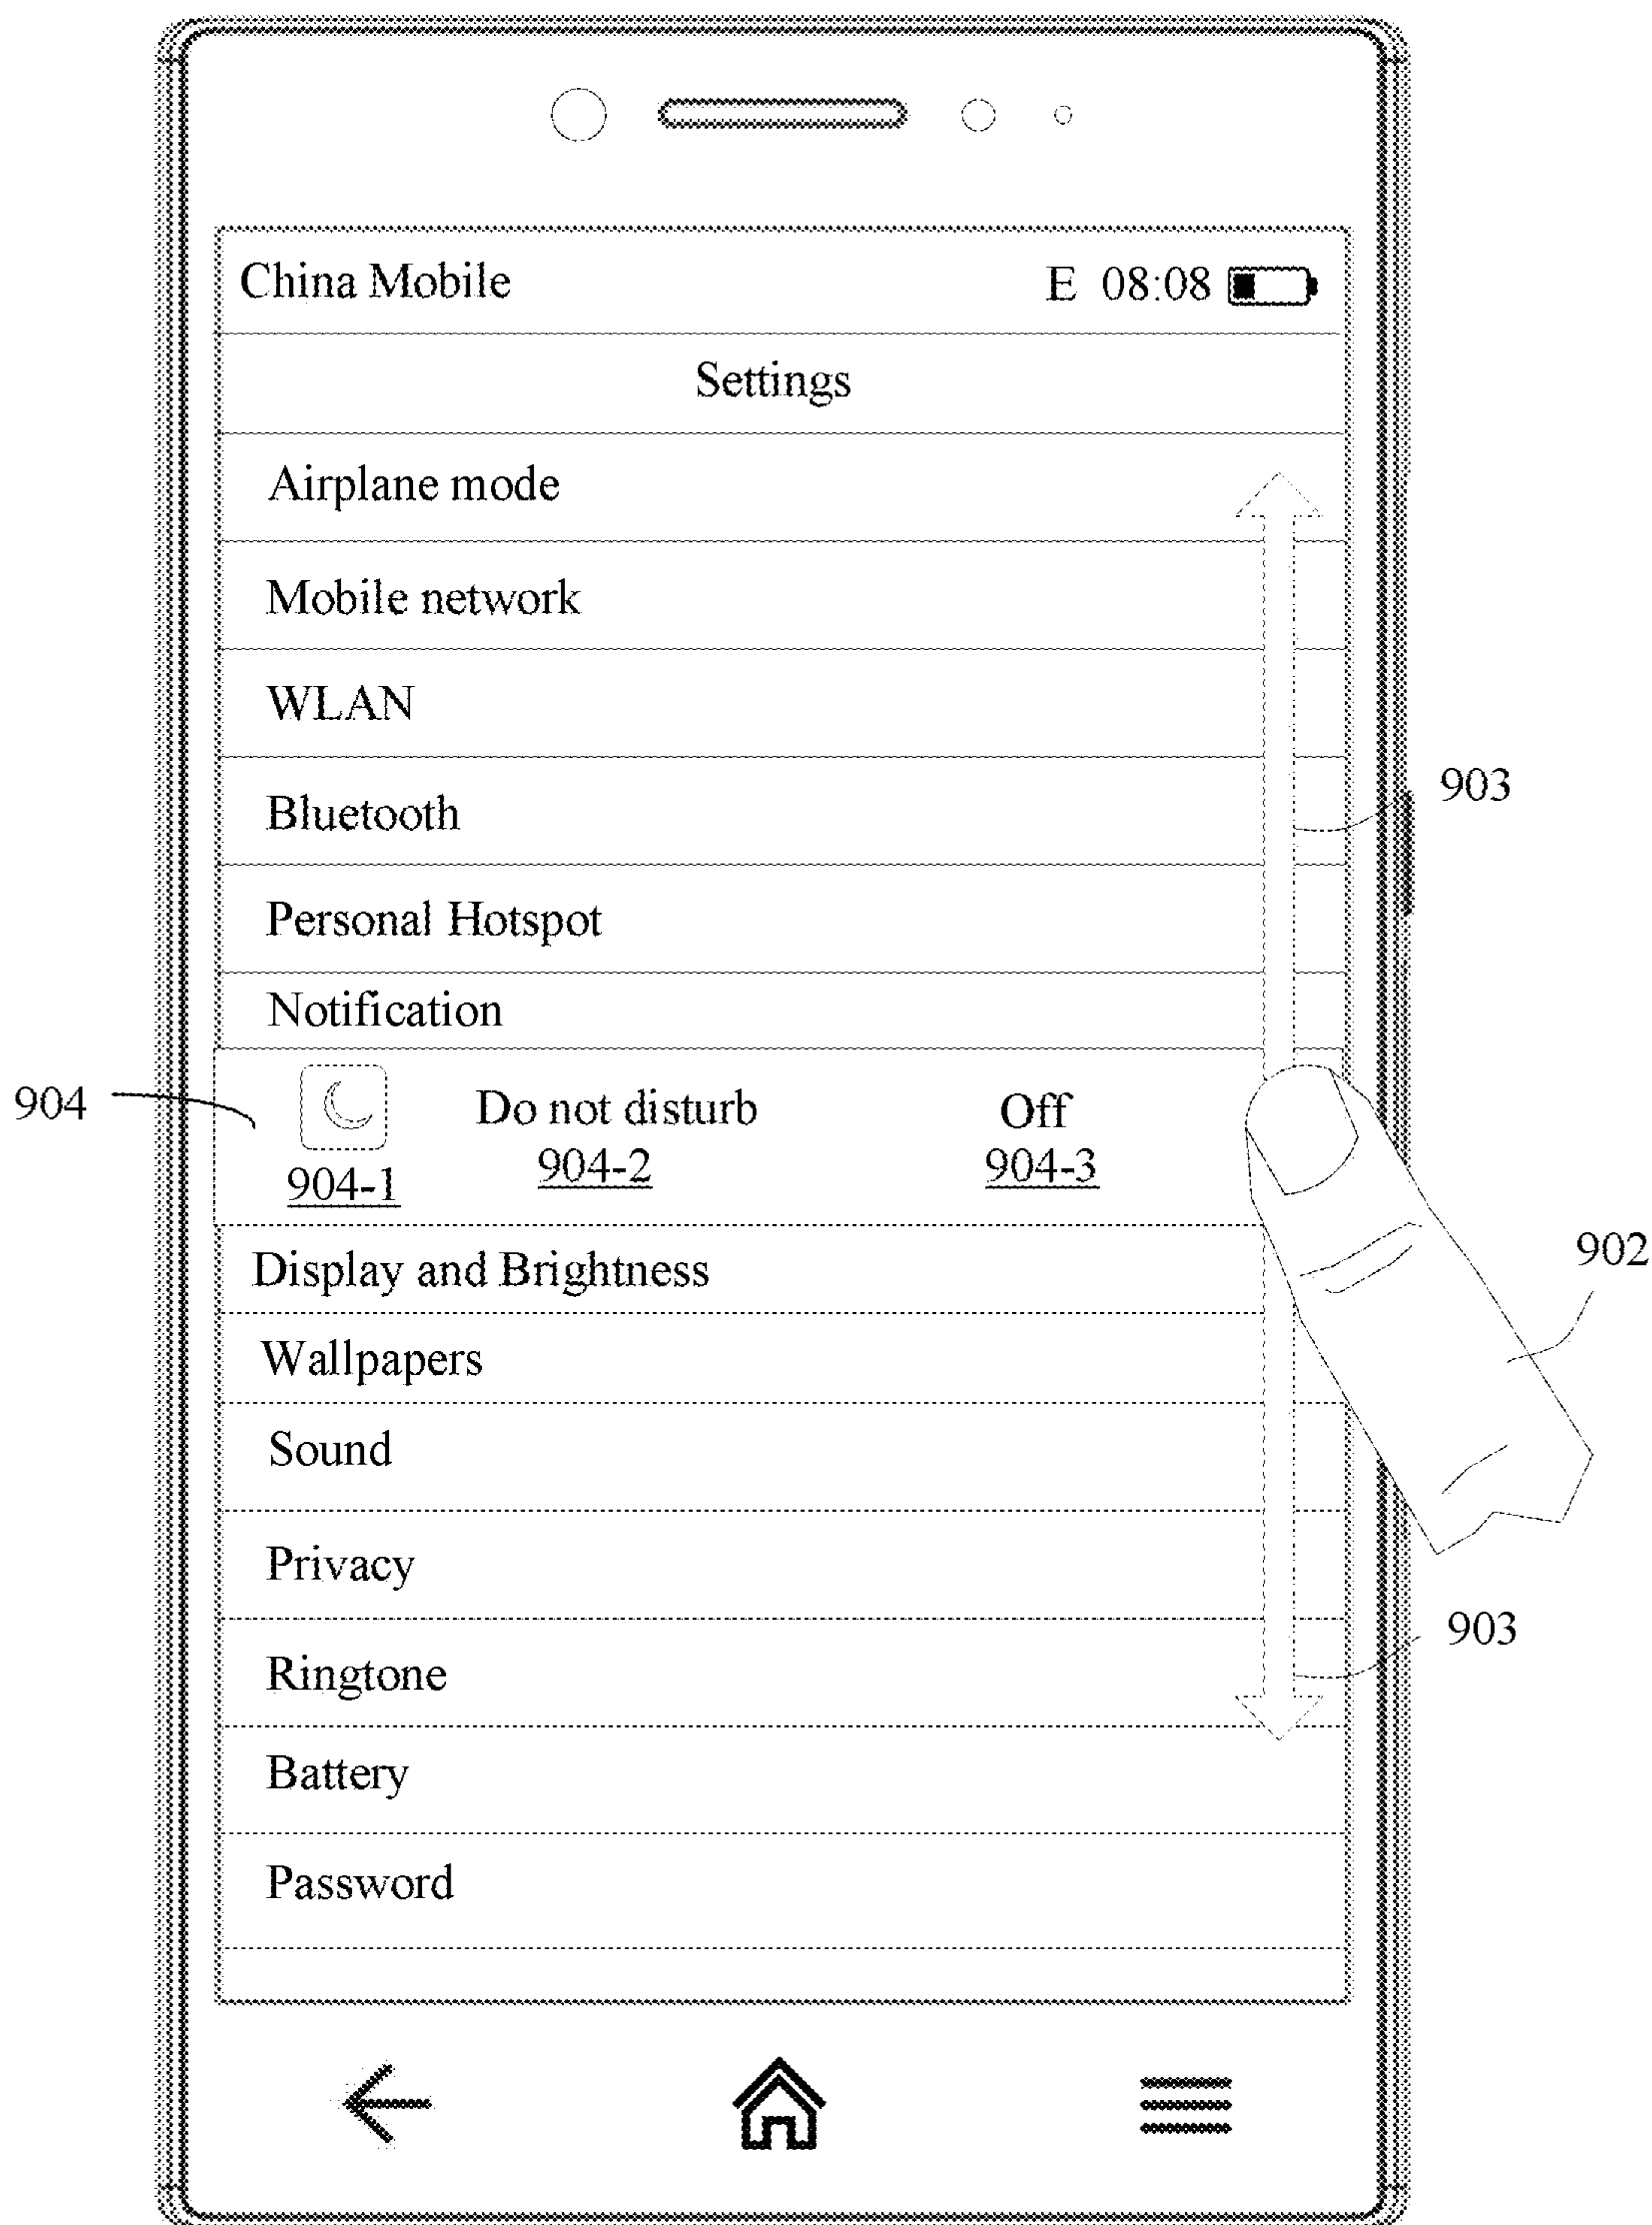 China Mobile E 08:08
Settings
Airplane mode
Mobile network
WLAN
903
Bluetooth
Personal Hotspot
Notification
904 Do not disturb Off
904-1 904-2 904-3
902
Display and Brightness
Wallpapers
Sound
Privacy
903
Ringtone
Battery
Password